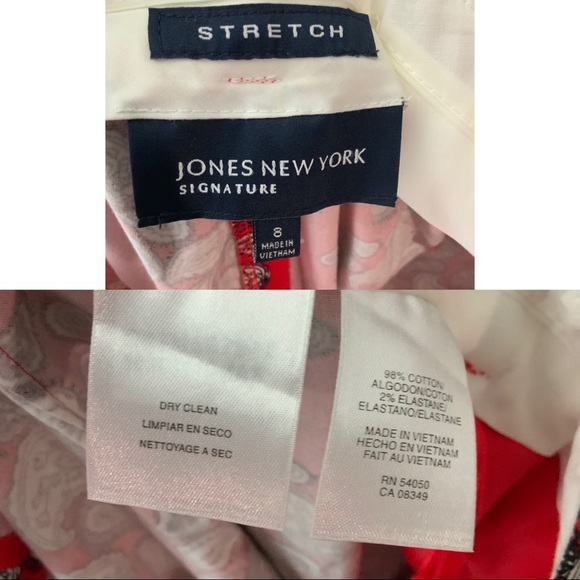 STRETCH
JONES NEW YORK
SIGNATURE
8
MADE IN
VIETNAM
DRY CLEAN
LIMPIAR EN SECO
NETTOYAGE A SEC
98% COTTON/
ALGODON/COTON
2% ELASTANE/
ELASTANO/ELASTANE
MADE IN VIETNAM
HECHO EN VIETNAM
FAIT AU VIETNAM
RN 54050
CA 08349